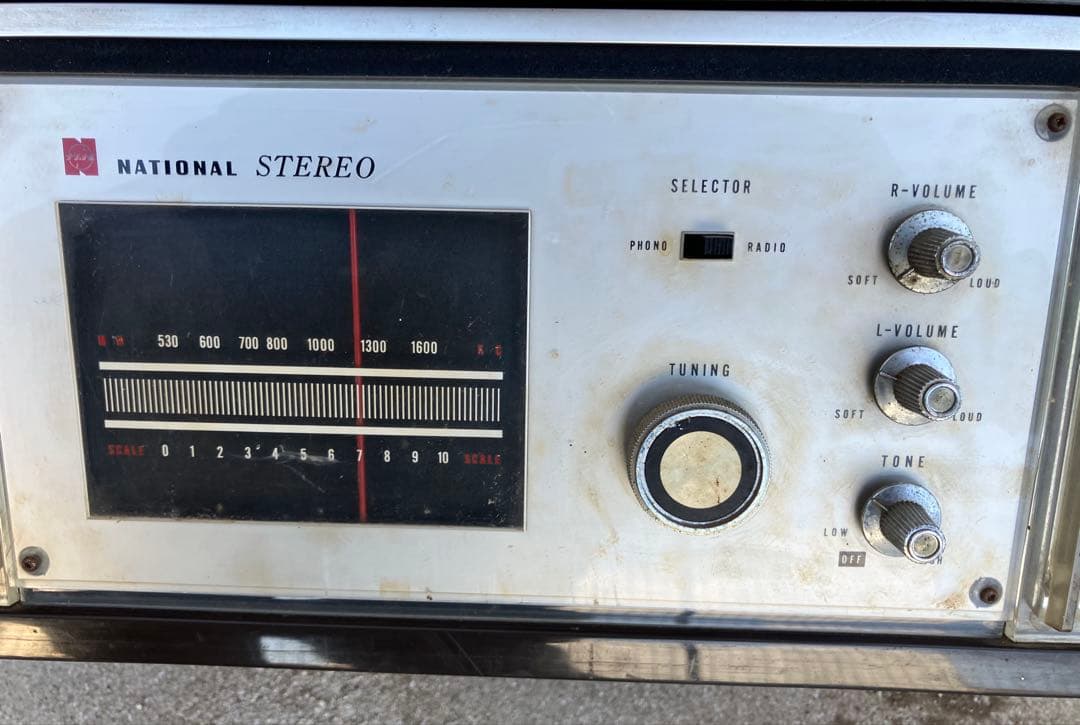 NATIONAL STEREO
SELECTOR
PHONO RADIO
R-VOLUME
SOFT LOUD
530 600 700 800 1000 1300 1600
SCALE 0 1 2 3 4 5 6 7 8 9 10 SCALE
TUNING
L-VOLUME
SOFT LOUD
TONE
LOW
OFF